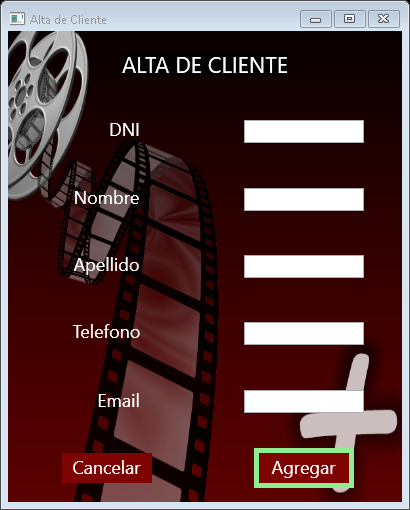 Alta de Cliente
ALTA DE CLIENTE
DNI
Nombre
Apellido
Telefono
Email
Cancelar
Agregar